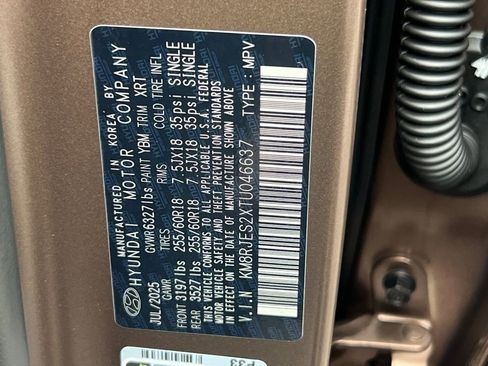 MANUFACTURED IN KOREA BY
HYUNDAI MOTOR COMPANY
GVWR 6327lbs PAINT YBM TRIM XRT
JUL/2025 GAWR TIRES RIMS COLD TIRE INFL.
FRONT 3197lbs 255/60R18 7.5JX18 35psi SINGLE
REAR 3527lbs 255/60R18 7.5JX18 35psi SINGLE
THIS VEHICLE CONFORMS TO ALL APPLICABLE U.S.A. FEDERAL
MOTOR VEHICLE SAFETY STANDARDS
IN EFFECT ON THE DATE OF MANUFACTURE SHOWN ABOVE.
V.I.N: KM8RJES2XTU046637 TYPE: MPV
P33